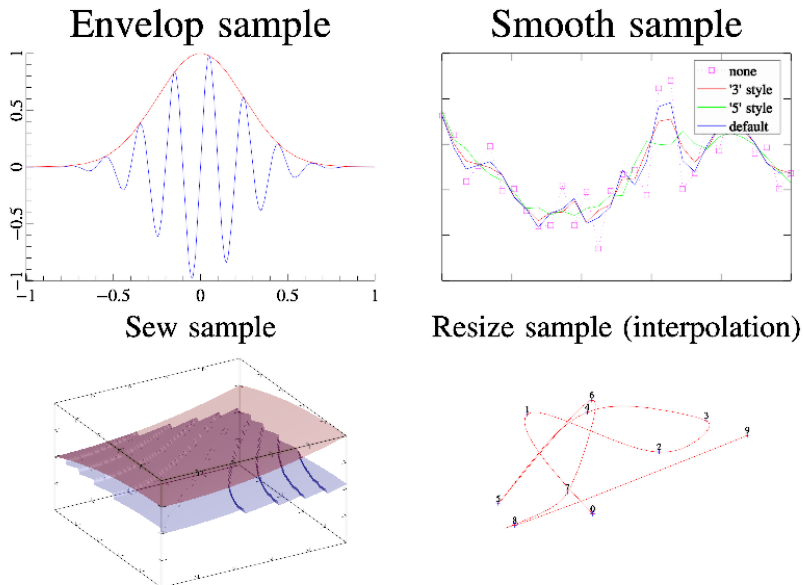 Envelop sample
Smooth sample
1
0.5
0
−0.5
−1
−1 −0.5 0 0.5 1
none
'3' style
'5' style
default
Sew sample
Resize sample (interpolation)
6
1 4 3
9
2
7
5
8 0